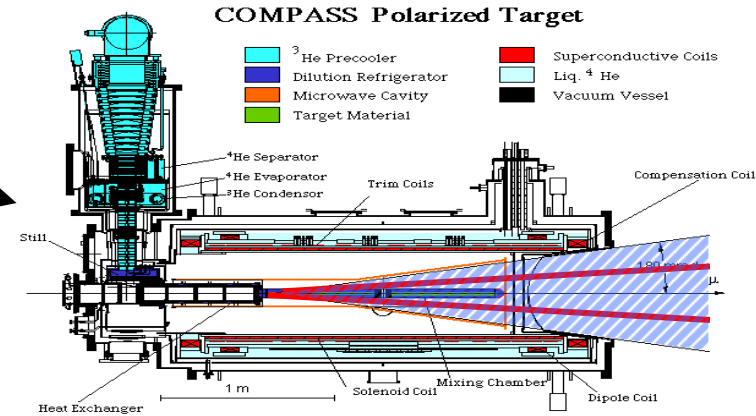 COMPASS Polarized Target
³He Precooler
Dilution Refrigerator
Microwave Cavity
Target Material
Superconductive Coils
Liq. ⁴ He
Vacuum Vessel
⁴He Separator
⁴He Evaporator
³He Condensor
Trim Coils
Compensation Coil
Still
μ
Mixing Chamber
Solenoid Coil
Dipole Coil
1 m
Heat Exchanger